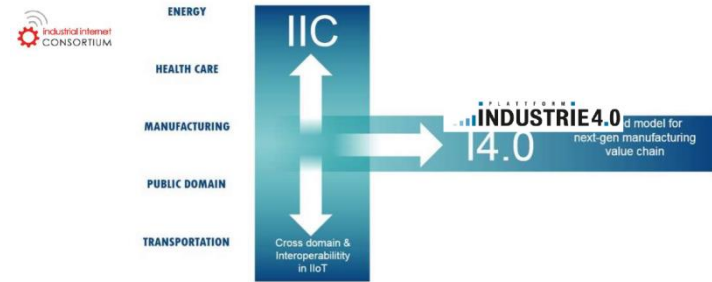 industrial internet
CONSORTIUM
ENERGY
HEALTH CARE
MANUFACTURING
PUBLIC DOMAIN
TRANSPORTATION
IIC
Cross domain &
Interoperabilitity
in IIoT
PLATTFORM
INDUSTRIE4.0
I4.0
d model for
next-gen manufacturing
value chain